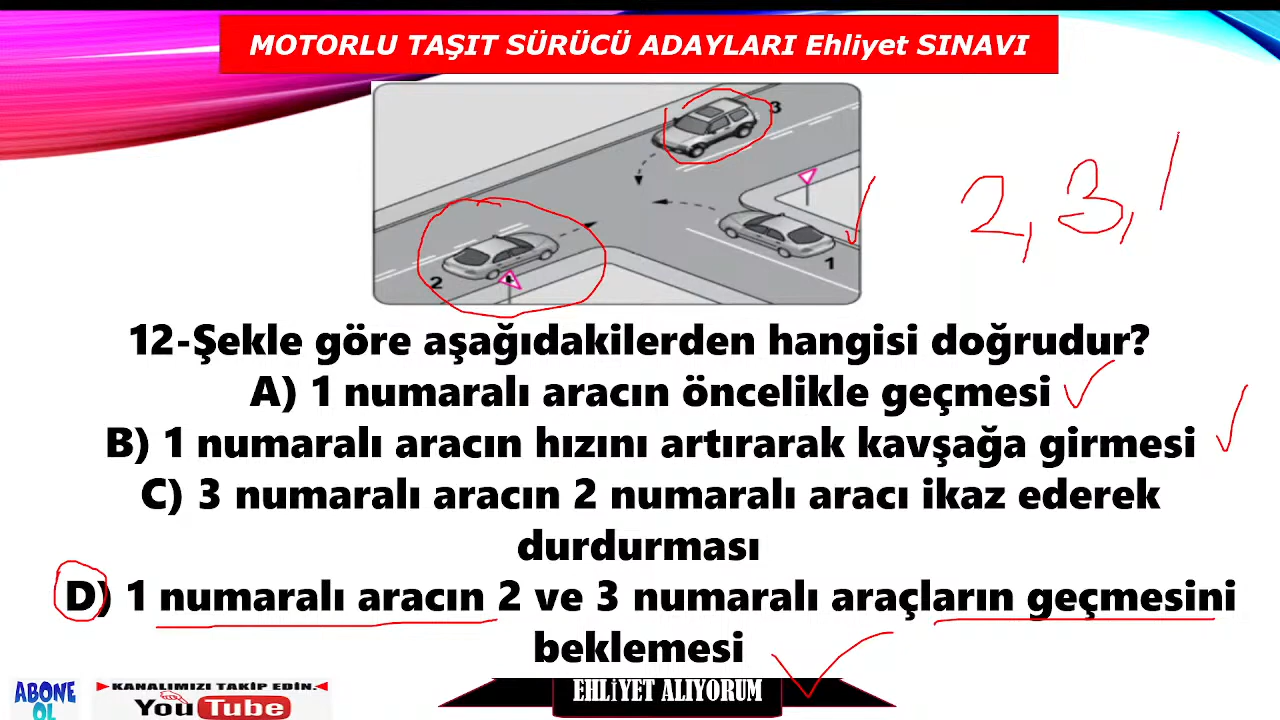 MOTORLU TAŞIT SÜRÜCÜ ADAYLARI Ehliyet SINAVI
3
2, 3, 1
2
1
12-Şekle göre aşağıdakilerden hangisi doğrudur?
A) 1 numaralı aracın öncelikle geçmesi
B) 1 numaralı aracın hızını artırarak kavşağa girmesi
C) 3 numaralı aracın 2 numaralı aracı ikaz ederek
durdurması
D) 1 numaralı aracın 2 ve 3 numaralı araçların geçmesini
beklemesi
ABONE
OL
KANALIMIZI TAKİP EDİN.
YouTube
EHLİYET ALIYORUM